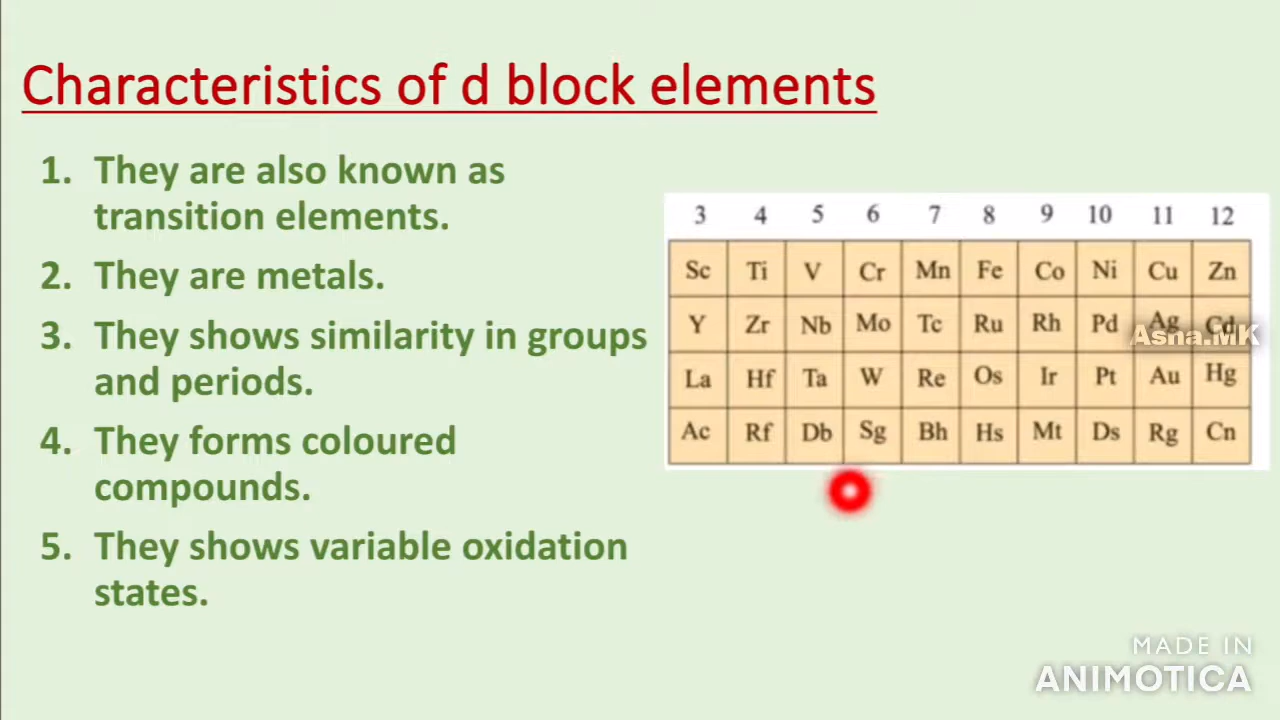 Characteristics of d block elements
1. They are also known as
transition elements.
2. They are metals.
3. They shows similarity in groups
and periods.
4. They forms coloured
compounds.
5. They shows variable oxidation
states.
3 4 5 6 7 8 9 10 11 12
Sc Ti V Cr Mn Fe Co Ni Cu Zn
Y Zr Nb Mo Tc Ru Rh Pd Ag Cd
Asna.MK
La Hf Ta W Re Os Ir Pt Au Hg
Ac Rf Db Sg Bh Hs Mt Ds Rg Cn
MADE IN
ANIMOTICA